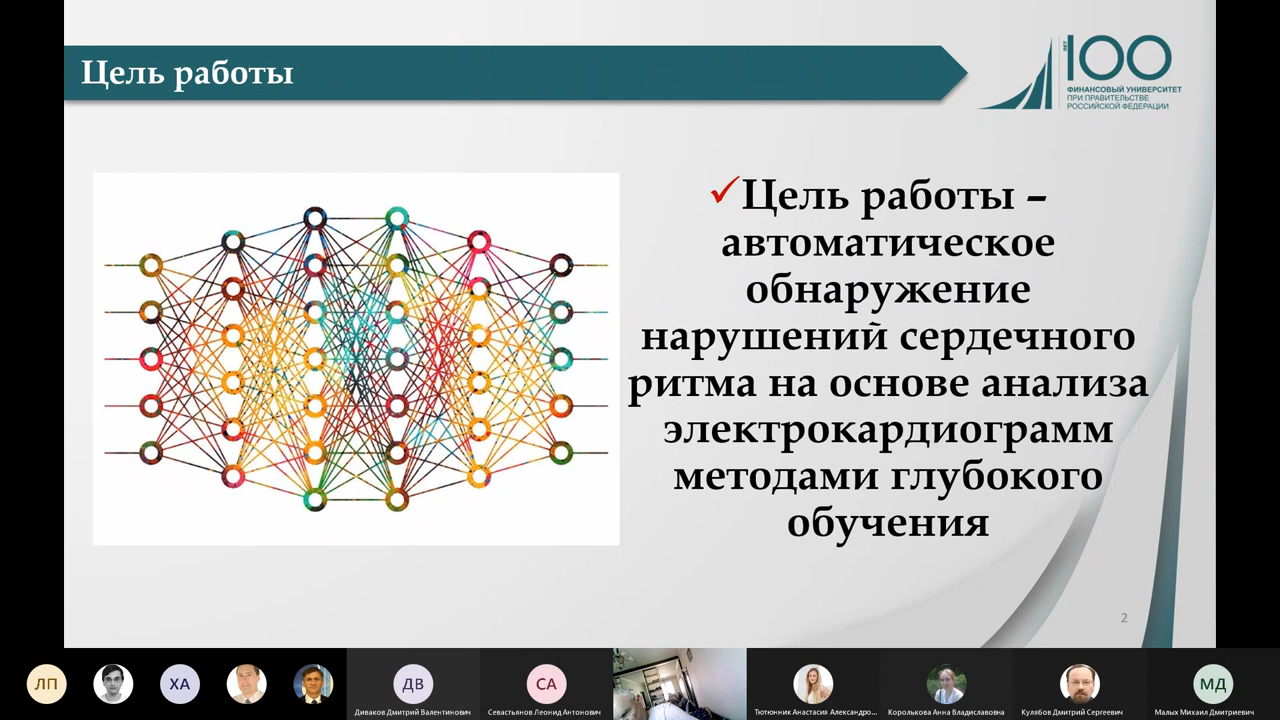 Цель работы
ЛЕТ
100
ФИНАНСОВЫЙ УНИВЕРСИТЕТ
ПРИ ПРАВИТЕЛЬСТВЕ
РОССИЙСКОЙ ФЕДЕРАЦИИ
Цель работы –
автоматическое
обнаружение
нарушений сердечного
ритма на основе анализа
электрокардиограмм
методами глубокого
обучения
2
ЛП
ХА
ДВ
СА
МД
Диваков Дмитрий Валентинович
Севастьянов Леонид Антонович
Тютюнник Анастасия Александро...
Королькова Анна Владиславовна
Кулябов Дмитрий Сергеевич
Малых Михаил Дмитриевич